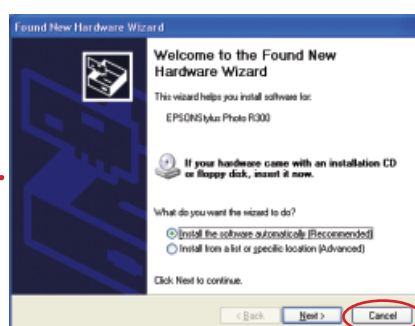 Found New Hardware Wizard
Welcome to the Found New
Hardware Wizard
This wizard helps you install software for:
EPSONStylus Photo R300
If your hardware came with an installation CD
or floppy disk, insert it now.
What do you want the wizard to do?
Install the software automatically (Recommended)
Install from a list or specific location (Advanced)
Click Next to continue.
< Back
Next >
Cancel